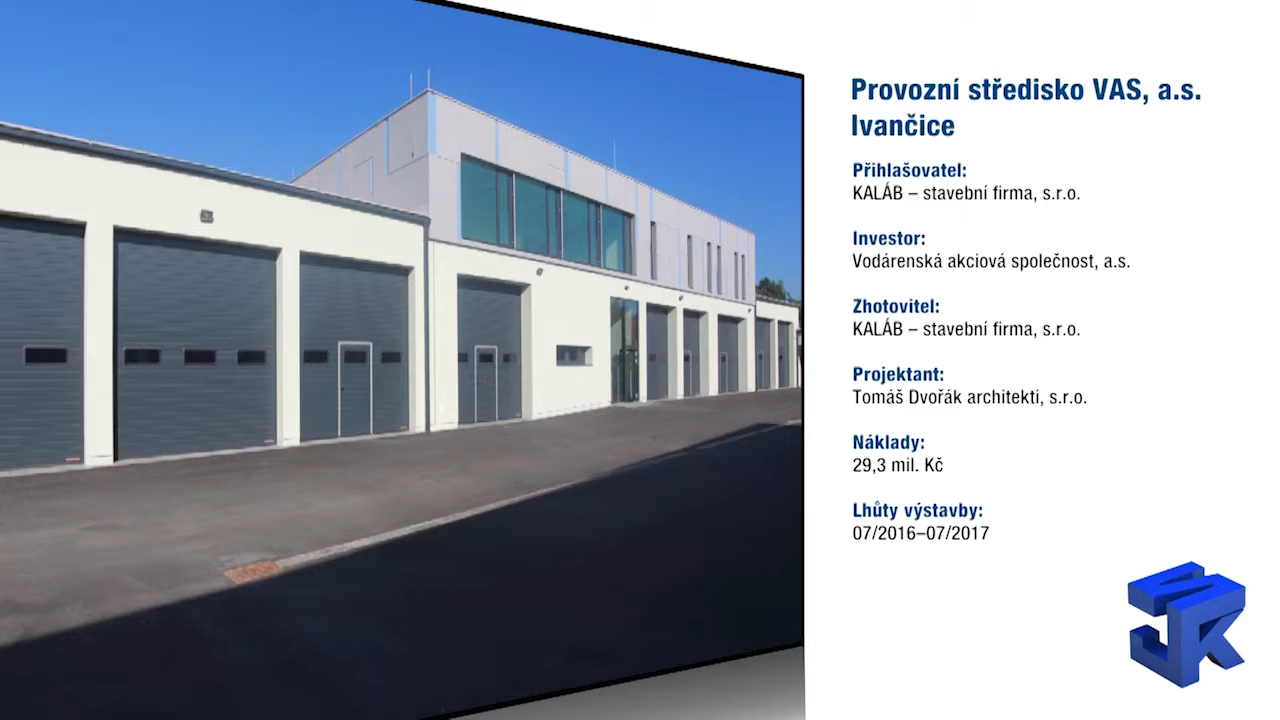 Provozní středisko VAS, a.s.
Ivančice
Přihlašovatel:
KALÁB – stavební firma, s.r.o.
Investor:
Vodárenská akciová společnost, a.s.
Zhotovitel:
KALÁB – stavební firma, s.r.o.
Projektant:
Tomáš Dvořák architekti, s.r.o.
Náklady:
29,3 mil. Kč
Lhůty výstavby:
07/2016–07/2017
SJK